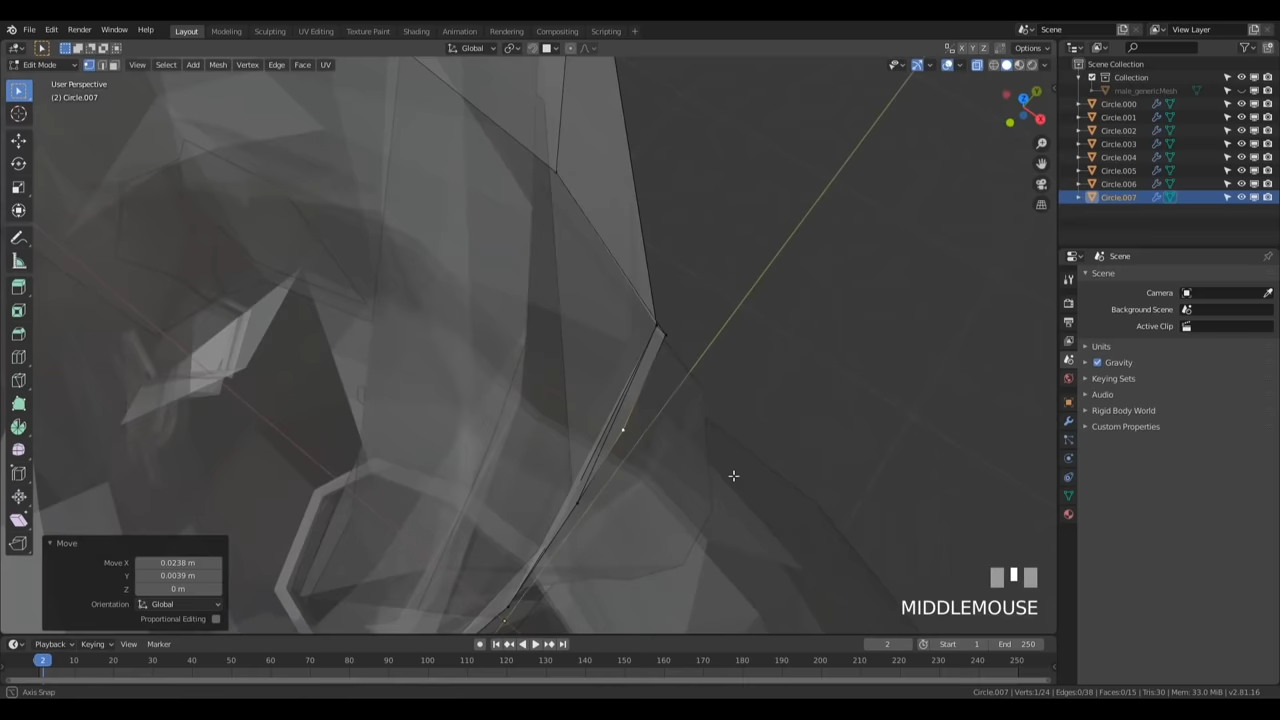 File Edit Render Window Help Layout Modeling Sculpting UV Editing Texture Paint Shading Animation Rendering Compositing Scripting + Scene View Layer
Global X Y Z Options
Edit Mode View Select Add Mesh Vertex Edge Face UV
User Perspective
(2) Circle.007
Scene Collection
Collection
male_genericMesh
Circle.000
Circle.001
Circle.002
Circle.003
Circle.004
Circle.005
Circle.006
Circle.007
Scene
Scene
Camera
Background Scene
Active Clip
Units
Gravity
Keying Sets
Audio
Rigid Body World
Custom Properties
Move
Move X 0.0238 m
Y 0.0039 m
Z 0 m
Orientation Global
Proportional Editing
MIDDLEMOUSE
Playback Keying View Marker 2 Start 1 End 250
2 10 20 30 40 50 60 70 80 90 100 110 120 130 140 150 160 170 180 190 200 210 220 230 240 250
Axis Snap
Circle.007 | Verts:1/24 | Edges:0/38 | Faces:0/15 | Tris:30 | Mem: 33.0 MiB | v2.81.16